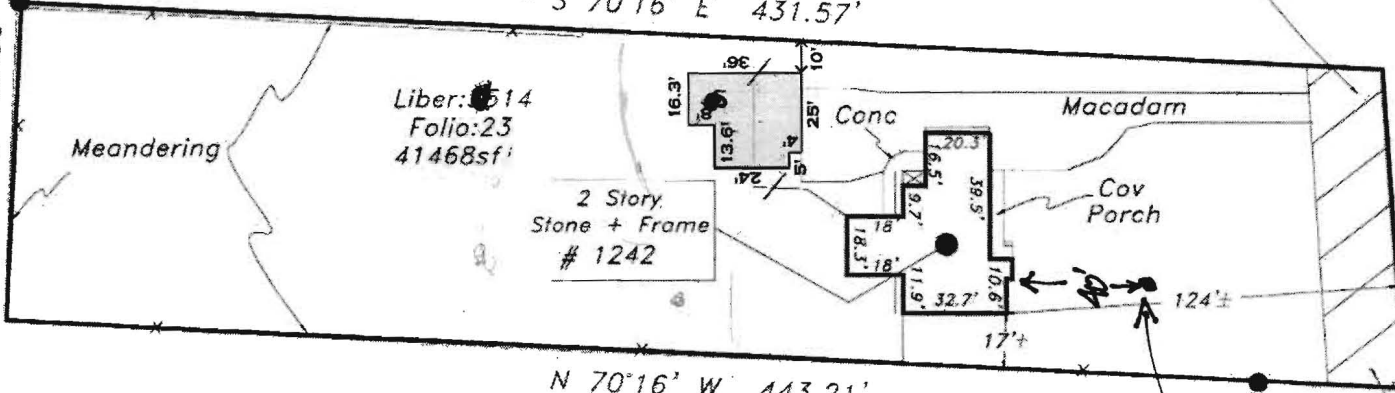 S 70°16' E 431.57'
36'
10'
16.3'
25'
13.6'
4'
5'
24'
Liber: 514
Folio:23
41468sf
Meandering
Conc
Macadam
20.3'
16.5'
39.5'
9.7'
Cov
Porch
2 Story
Stone + Frame
# 1242
18'
18.3'
18'
11.9'
32.7'
10.6'
124'±
17'±
N 70°16' W 443.21'